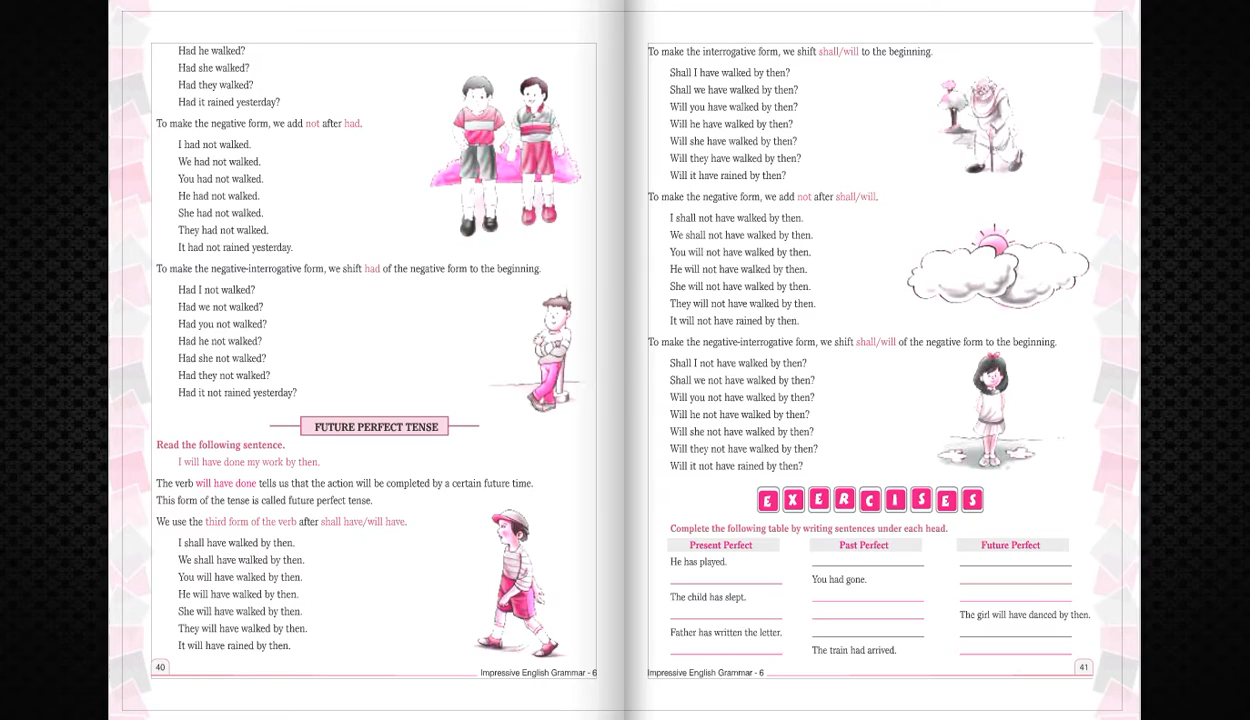 Had he walked?
Had she walked?
Had they walked?
Had it rained yesterday?
To make the negative form, we add not after had.
I had not walked.
We had not walked.
You had not walked.
He had not walked.
She had not walked.
They had not walked.
It had not rained yesterday.
To make the negative-interrogative form, we shift had of the negative form to the beginning.
Had I not walked?
Had we not walked?
Had you not walked?
Had he not walked?
Had she not walked?
Had they not walked?
Had it not rained yesterday?
FUTURE PERFECT TENSE
Read the following sentence.
I will have done my work by then.
The verb will have done tells us that the action will be completed by a certain future time.
This form of the tense is called future perfect tense.
We use the third form of the verb after shall have/will have.
I shall have walked by then.
We shall have walked by then.
You will have walked by then.
He will have walked by then.
She will have walked by then.
They will have walked by then.
It will have rained by then.
40
Impressive English Grammar - 6
To make the interrogative form, we shift shall/will to the beginning.
Shall I have walked by then?
Shall we have walked by then?
Will you have walked by then?
Will he have walked by then?
Will she have walked by then?
Will they have walked by then?
Will it have rained by then?
To make the negative form, we add not after shall/will.
I shall not have walked by then.
We shall not have walked by then.
You will not have walked by then.
He will not have walked by then.
She will not have walked by then.
They will not have walked by then.
It will not have rained by then.
To make the negative-interrogative form, we shift shall/will of the negative form to the beginning.
Shall I not have walked by then?
Shall we not have walked by then?
Will you not have walked by then?
Will he not have walked by then?
Will she not have walked by then?
Will they not have walked by then?
Will it not have rained by then?
EXERCISES
Complete the following table by writing sentences under each head.
Present Perfect Past Perfect Future Perfect
He has played.
You had gone.
The child has slept.
The girl will have danced by then.
Father has written the letter.
The train had arrived.
Impressive English Grammar - 6
41